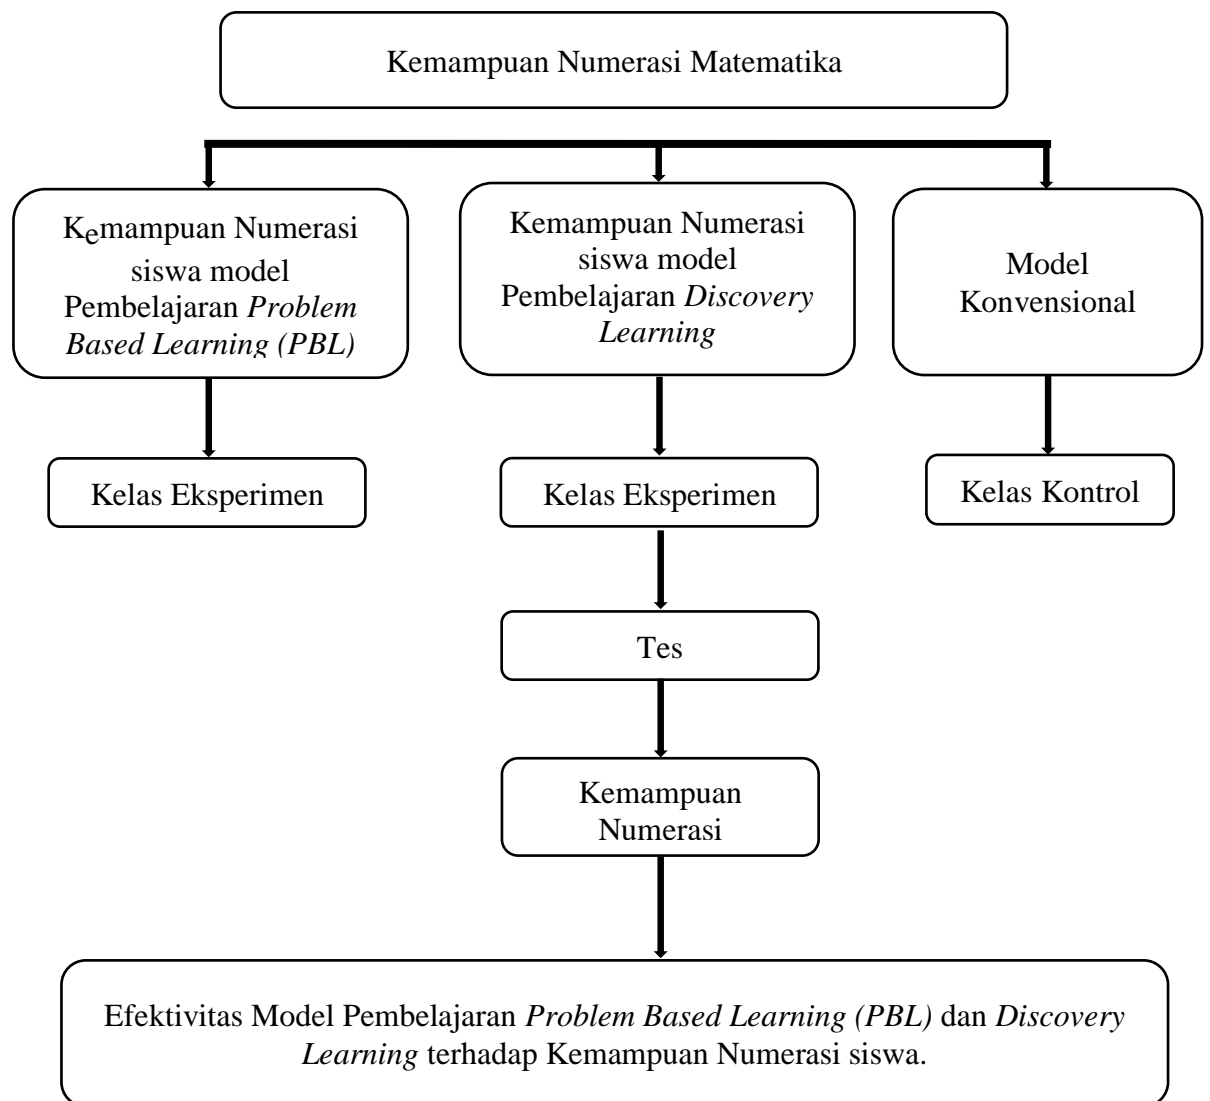 Kemampuan Numerasi Matematika
Kemampuan Numerasi
siswa model
Pembelajaran Problem
Based Learning (PBL)
Kemampuan Numerasi
siswa model
Pembelajaran Discovery
Learning
Model
Konvensional
Kelas Eksperimen
Kelas Eksperimen
Kelas Kontrol
Tes
Kemampuan
Numerasi
Efektivitas Model Pembelajaran Problem Based Learning (PBL) dan Discovery
Learning terhadap Kemampuan Numerasi siswa.